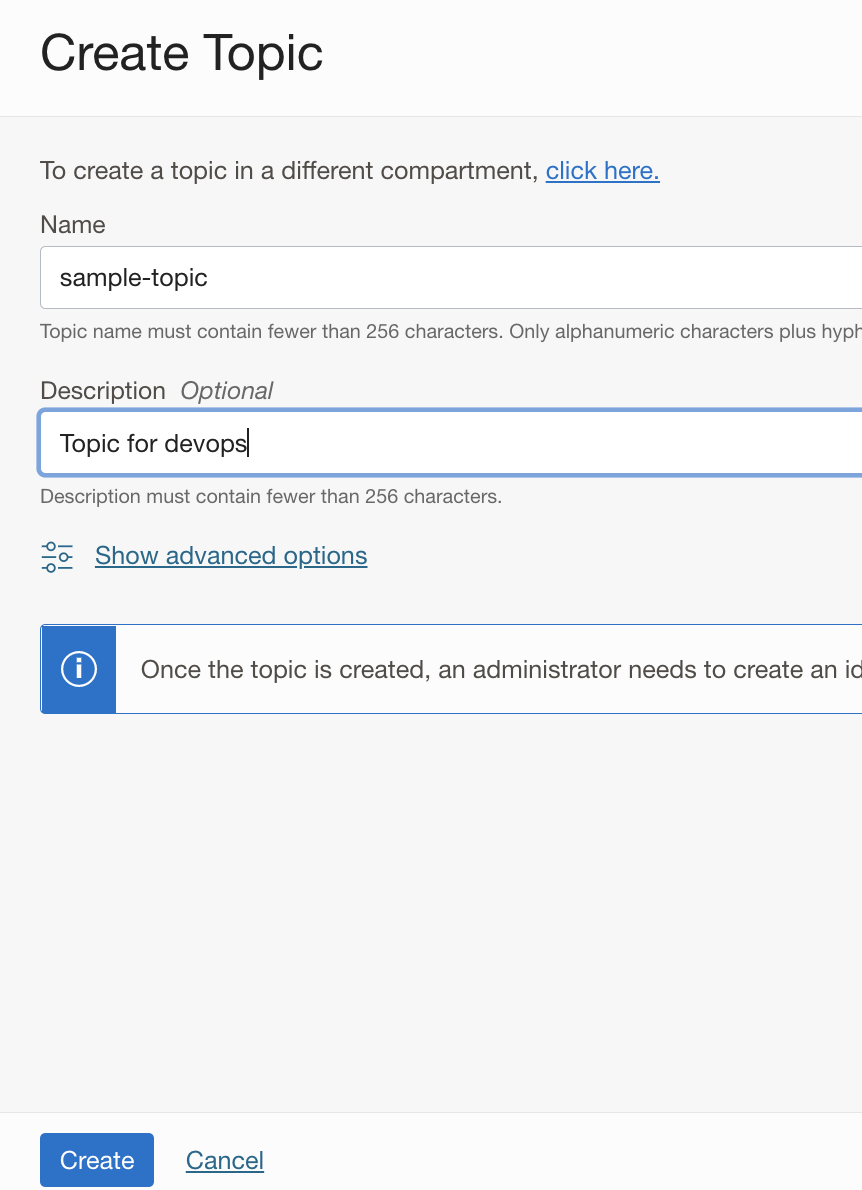 Create Topic
To create a topic in a different compartment, click here.
Name
sample-topic
Topic name must contain fewer than 256 characters. Only alphanumeric characters plus hyph
Description Optional
Topic for devops
Description must contain fewer than 256 characters.
Show advanced options
Once the topic is created, an administrator needs to create an id
Create Cancel